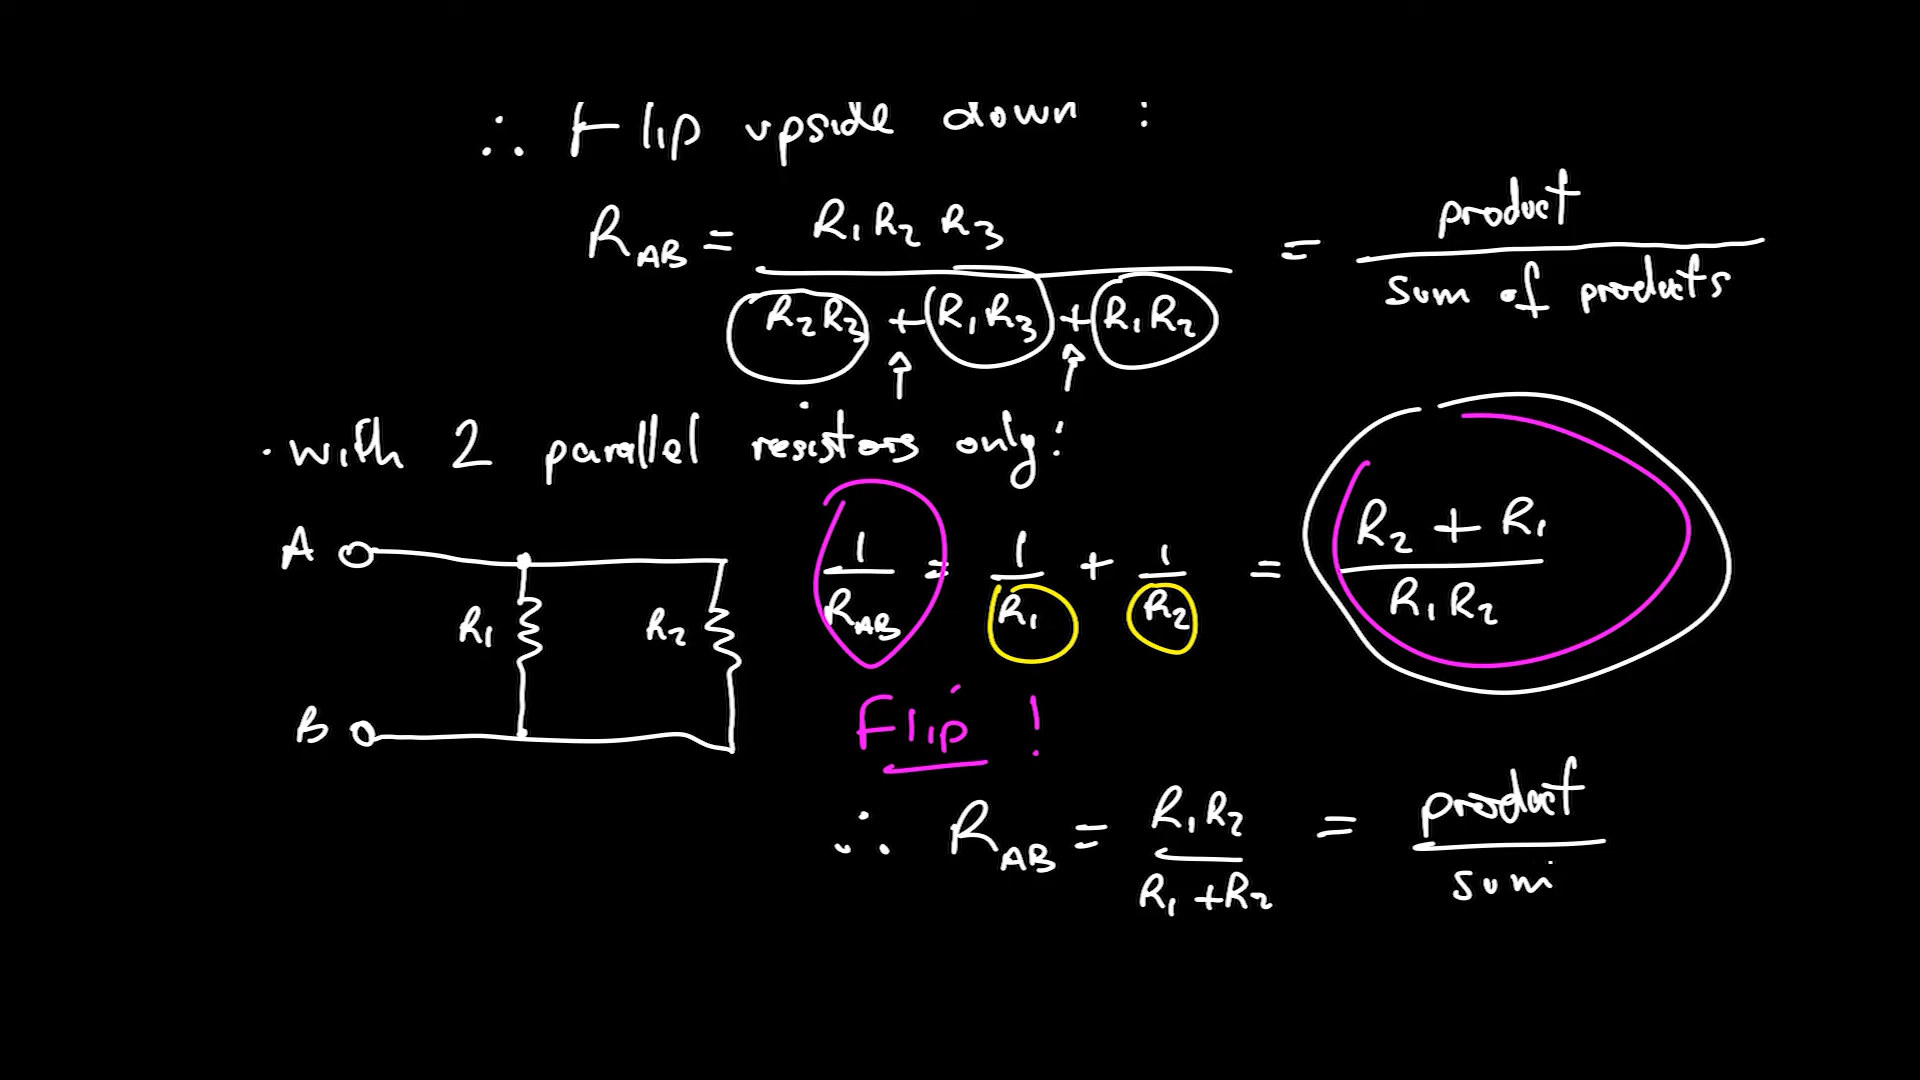 ∴ Flip upside down :
R_AB = R₁R₂R₃ / (R₂R₃ + R₁R₃ + R₁R₂) = product / sum of products
· with 2 parallel resistors only:
A
B
R₁
R₂
1/R_AB = 1/R₁ + 1/R₂ = (R₂ + R₁) / (R₁R₂)
Flip !
∴ R_AB = R₁R₂ / (R₁ + R₂) = product / sum